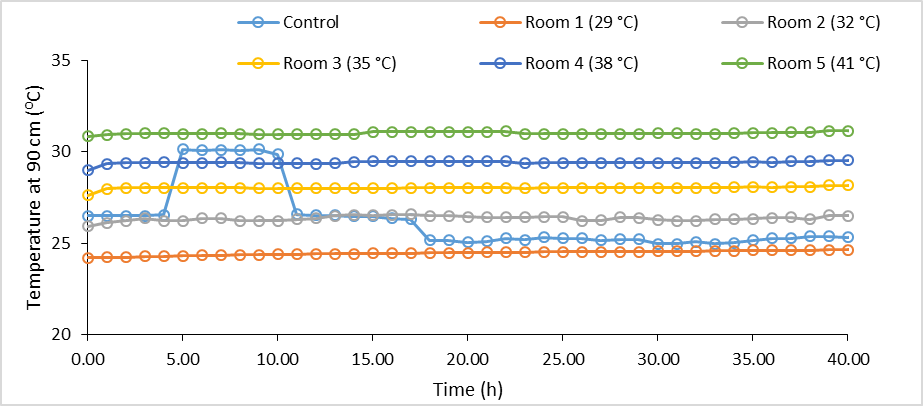 Control Room 1 (29 °C) Room 2 (32 °C)
Room 3 (35 °C) Room 4 (38 °C) Room 5 (41 °C)
Temperature at 90 cm (°C)
35
30
25
20
0.00 5.00 10.00 15.00 20.00 25.00 30.00 35.00 40.00
Time (h)